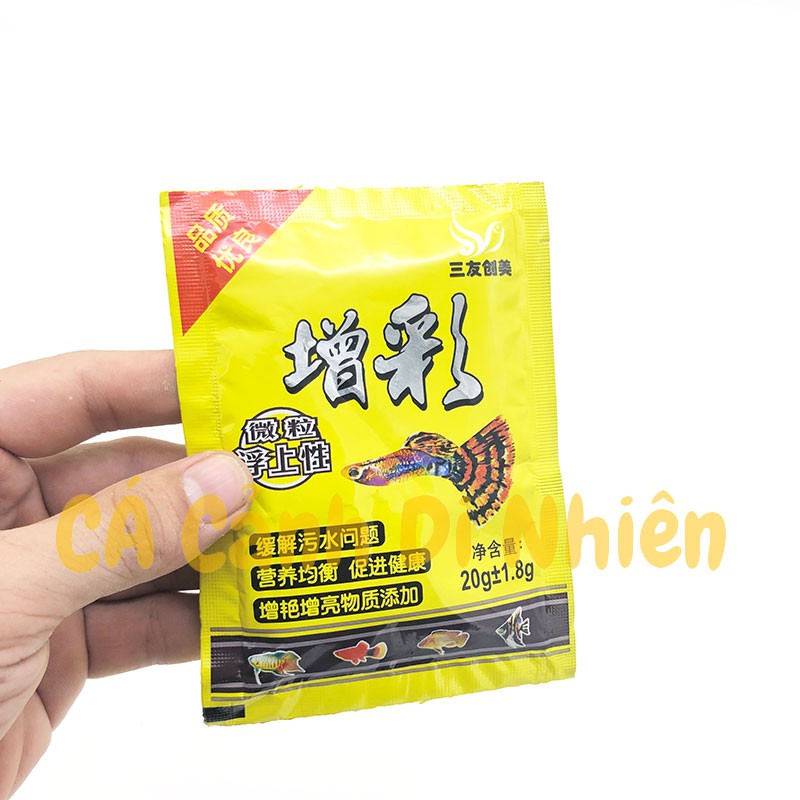 品质
优良
三友创美
增彩
微粒
浮上性
CÁ Cảnh Dĩ Nhiên
缓解污水问题
营养均衡 促进健康
增艳增亮物质添加
净含量:
20g±1.8g